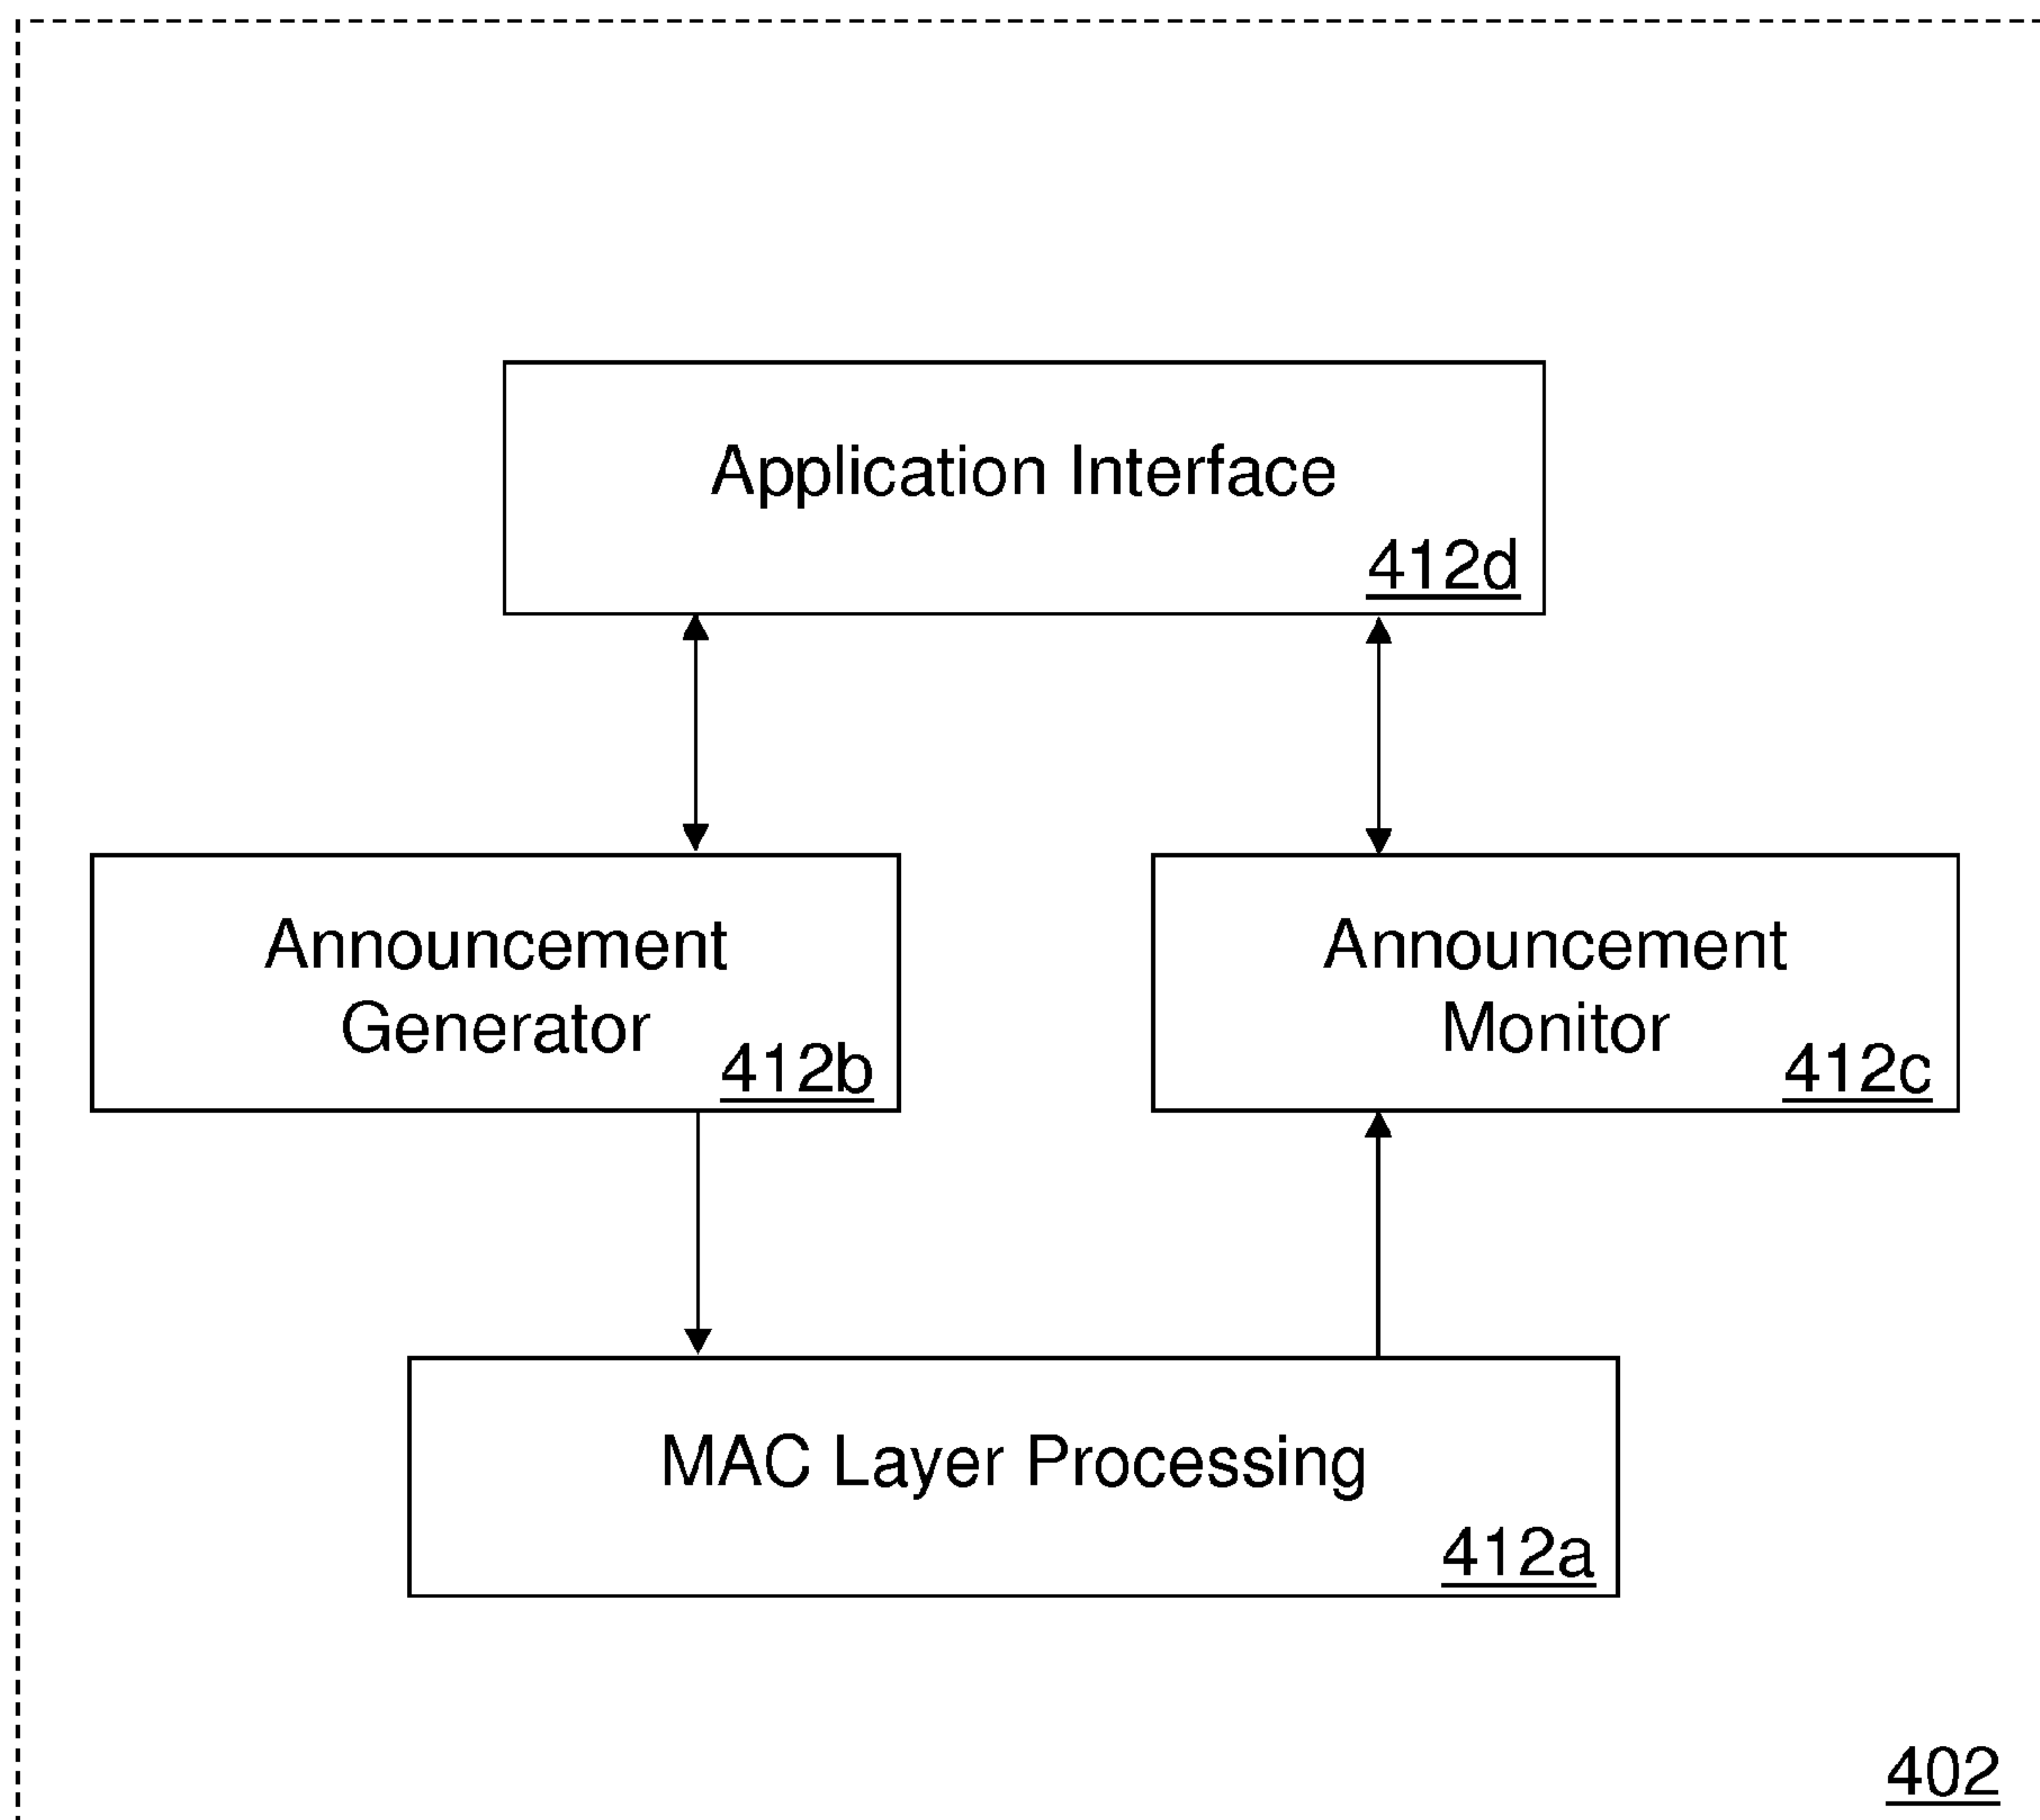 Application Interface
412d
Announcement
Generator
412b
Announcement
Monitor
412c
MAC Layer Processing
412a
402